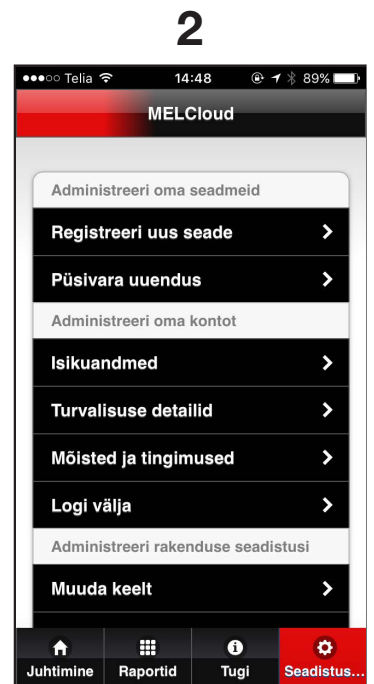 2
Telia 14:48 89%
MELCloud
Administreeri oma seadmeid
Registreeri uus seade
Püsivara uuendus
Administreeri oma kontot
Isikuandmed
Turvalisuse detailid
Mõisted ja tingimused
Logi välja
Administreeri rakenduse seadistusi
Muuda keelt
Juhtimine Raportid Tugi Seadistus...